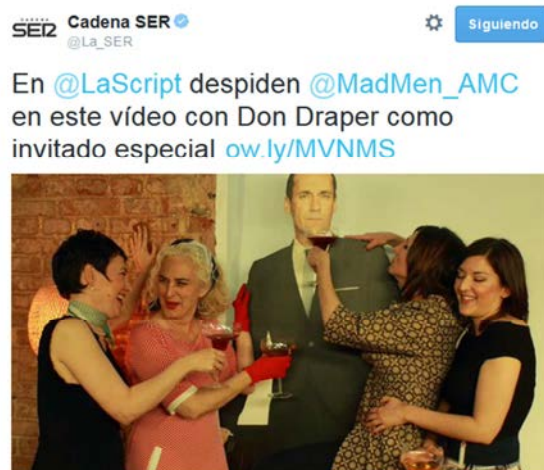 CADENA
SER
Cadena SER
@La_SER
Siguiendo
En @LaScript despiden @MadMen_AMC
en este vídeo con Don Draper como
invitado especial ow.ly/MVNMS